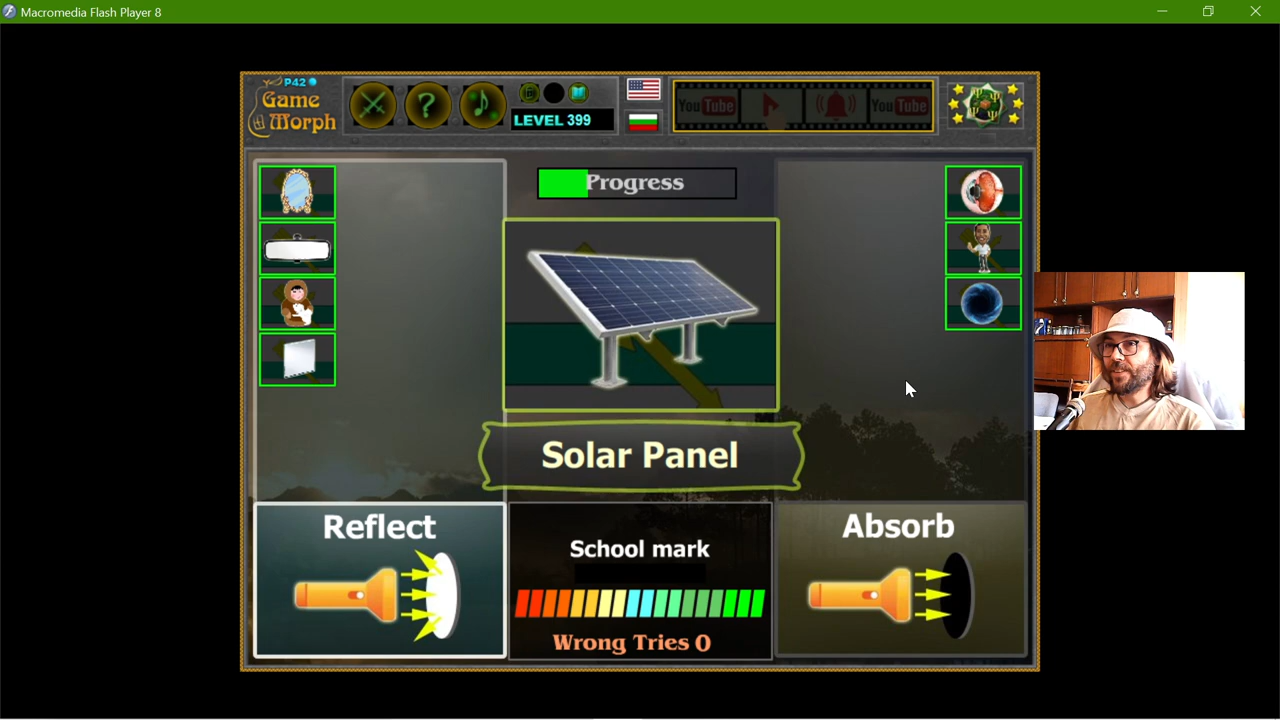 Macromedia Flash Player 8
P42
Game
Morph
LEVEL 399
YouTube
YouTube
Progress
Solar Panel
Reflect
School mark
Wrong Tries 0
Absorb